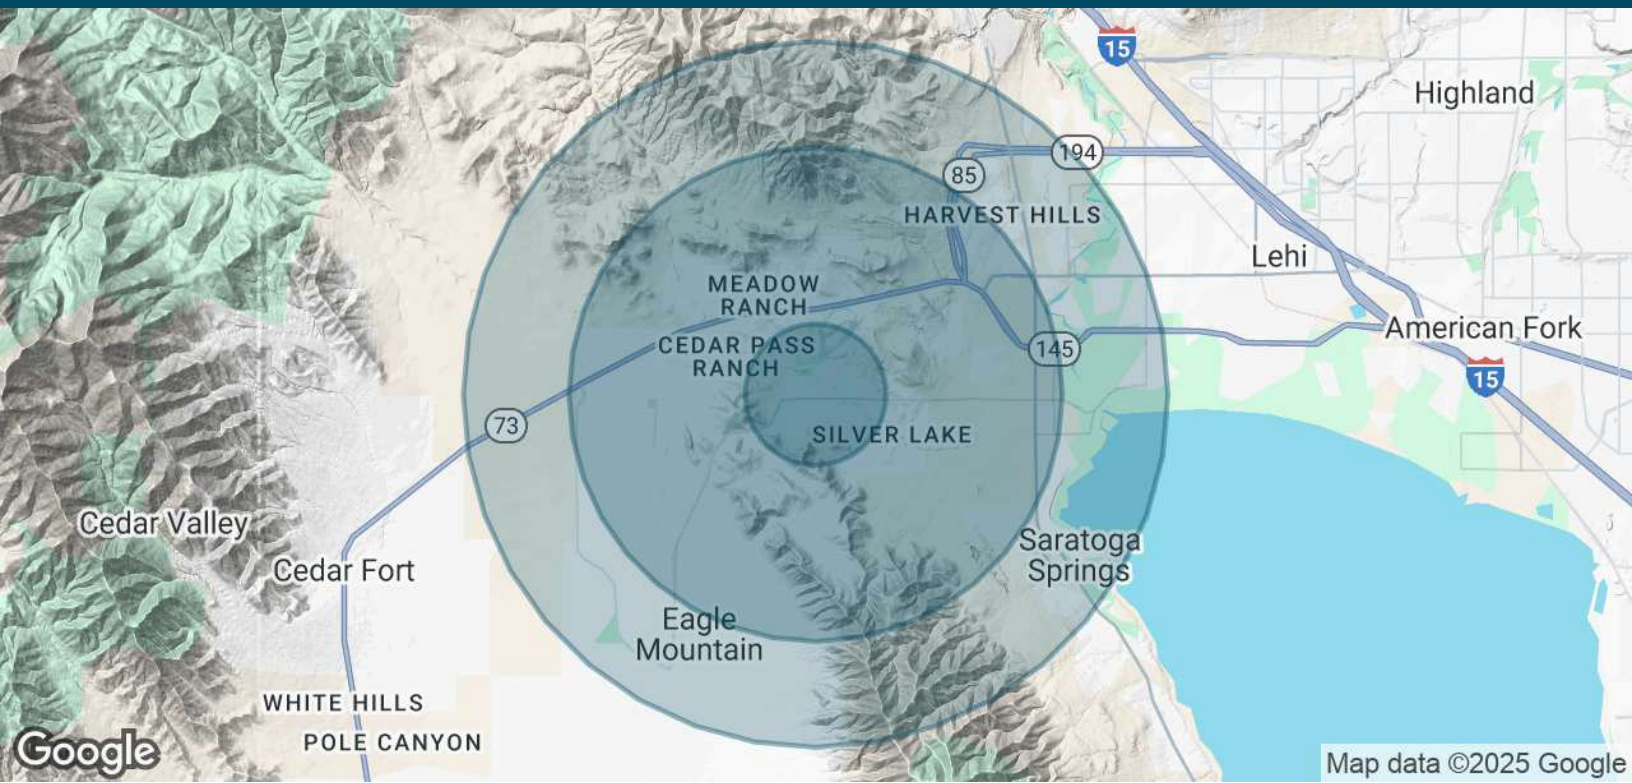 15
Highland
194
85
HARVEST HILLS
Lehi
MEADOW
RANCH
American Fork
CEDAR PASS
RANCH
145
15
73
SILVER LAKE
Cedar Valley
Saratoga
Springs
Cedar Fort
Eagle
Mountain
WHITE HILLS
POLE CANYON
Google
Map data ©2025 Google